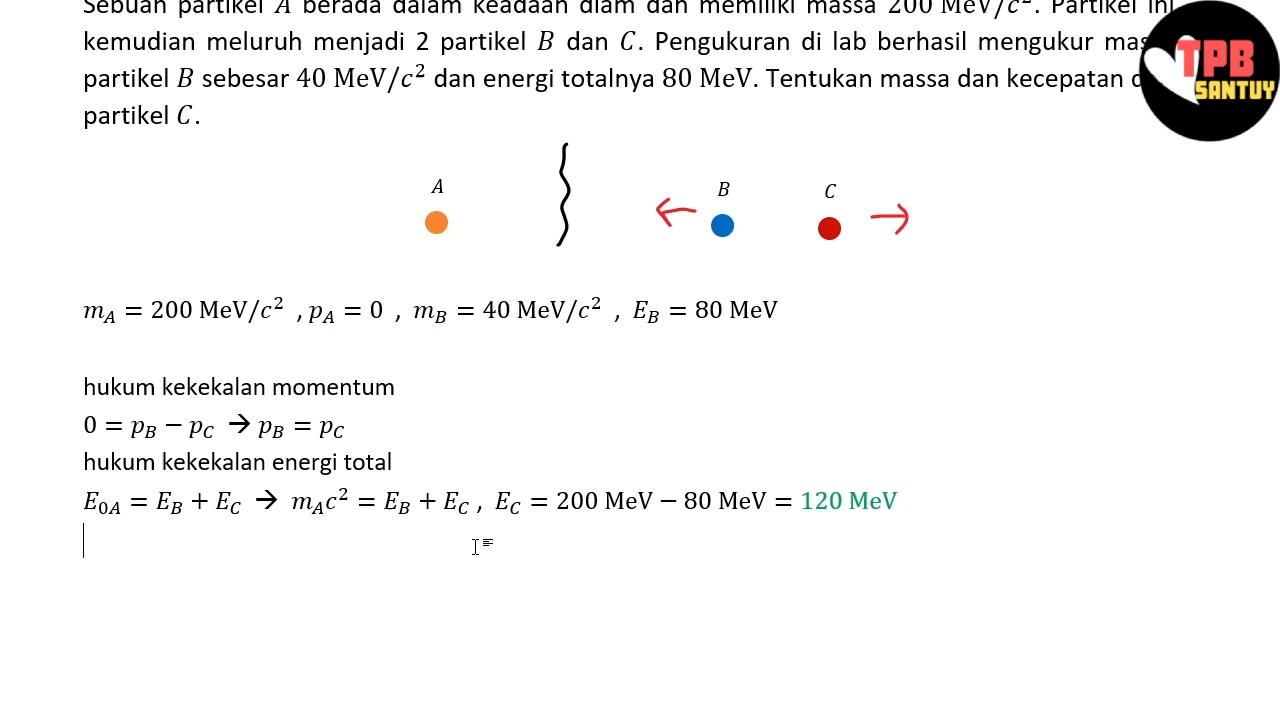 Sebuah partikel A berada dalam keadaan diam dan memiliki massa 200 MeV/c². Partikel ini
kemudian meluruh menjadi 2 partikel B dan C. Pengukuran di lab berhasil mengukur
partikel B sebesar 40 MeV/c² dan energi totalnya 80 MeV. Tentukan massa dan kecepatan
partikel C.
TPB
SANTUY
A
B
C
m_A = 200 MeV/c² , p_A = 0 , m_B = 40 MeV/c² , E_B = 80 MeV
hukum kekekalan momentum
0 = p_B − p_C → p_B = p_C
hukum kekekalan energi total
E_0A = E_B + E_C → m_A c² = E_B + E_C , E_C = 200 MeV − 80 MeV = 120 MeV